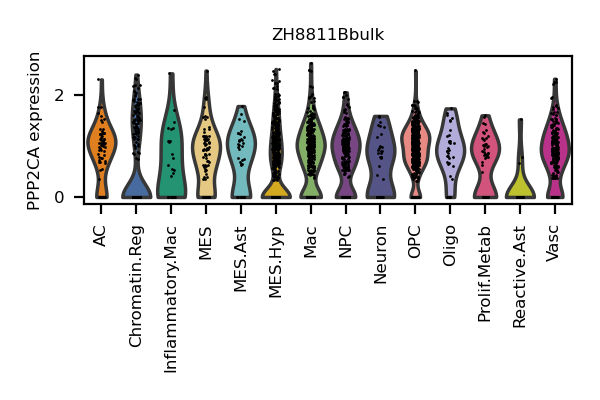 ZH8811Bbulk
PPP2CA expression
2
0
AC
Chromatin.Reg
Inflammatory.Mac
MES
MES.Ast
MES.Hyp
Mac
NPC
Neuron
OPC
Oligo
Prolif.Metab
Reactive.Ast
Vasc